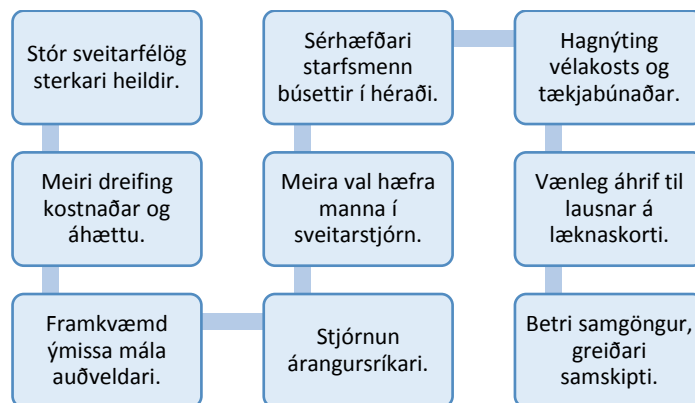 Stór sveitarfélög
sterkari heildir.
Meiri dreifing
kostnaðar og
áhættu.
Framkvæmd
ýmissa mála
auðveldari.
Stjórnun
árangursríkari.
Meira val hæfra
manna í
sveitarstjórn.
Sérhæfðari
starfsmenn
búsettir í héraði.
Hagnýting
vélakosts og
tækjabúnaðar.
Vænleg áhrif til
lausnar á
læknaskorti.
Betri samgöngur,
greiðari
samskipti.